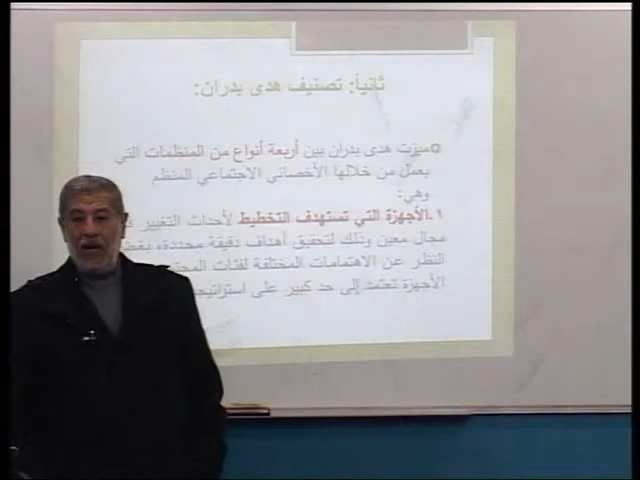 ثانياً: تصنيف هدى بدران:
ميزت هدى بدران بين أربعة أنواع من المنظمات التي
يعمل من خلالها الأخصائي الاجتماعي المنظم
وهي:
١.الأجهزة التي تستهدف التخطيط لأحداث التغيير
مجال معين وذلك لتحقيق أهداف دقيقة محددة، بغض
النظر عن الاهتمامات المختلفة لفئات
الأجهزة تعتمد إلى حد كبير على